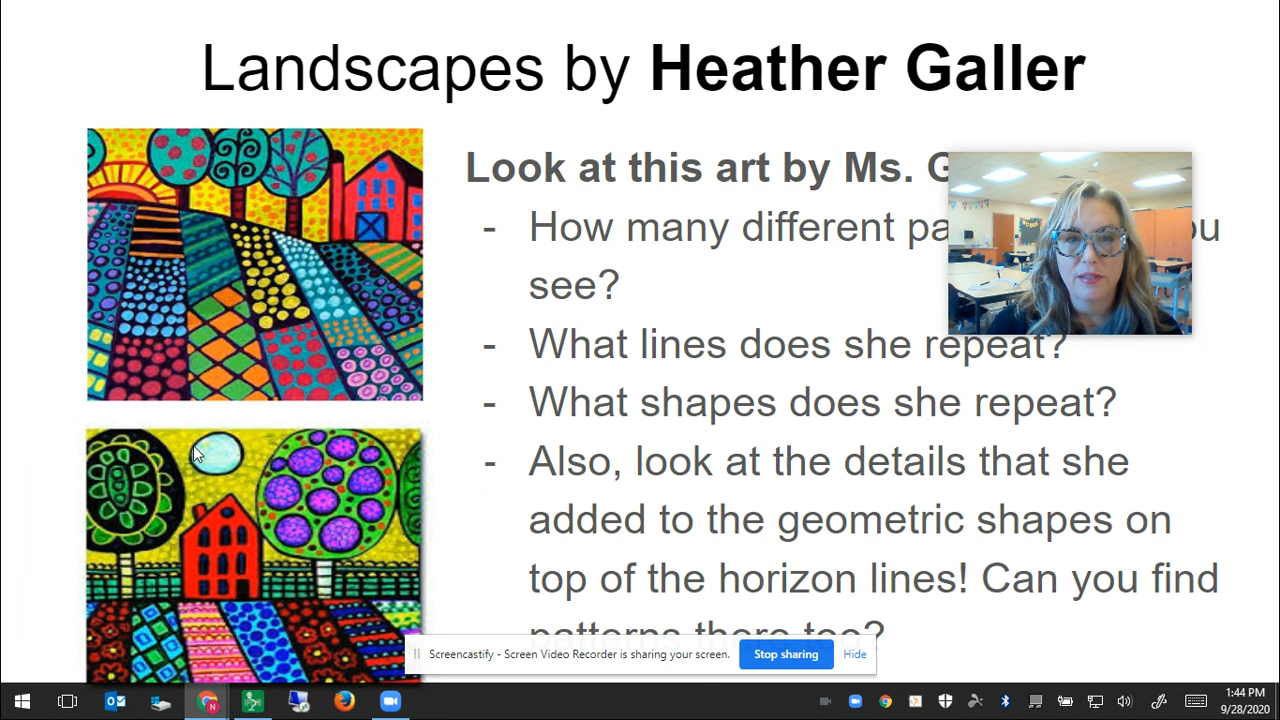 Landscapes by Heather Galler
Look at this art by Ms. G
- How many different pa
see?
- What lines does she repeat?
- What shapes does she repeat?
- Also, look at the details that she
added to the geometric shapes on
top of the horizon lines! Can you find
patterns there too?
Screencastify - Screen Video Recorder is sharing your screen. Stop sharing Hide
1:44 PM
9/28/2020